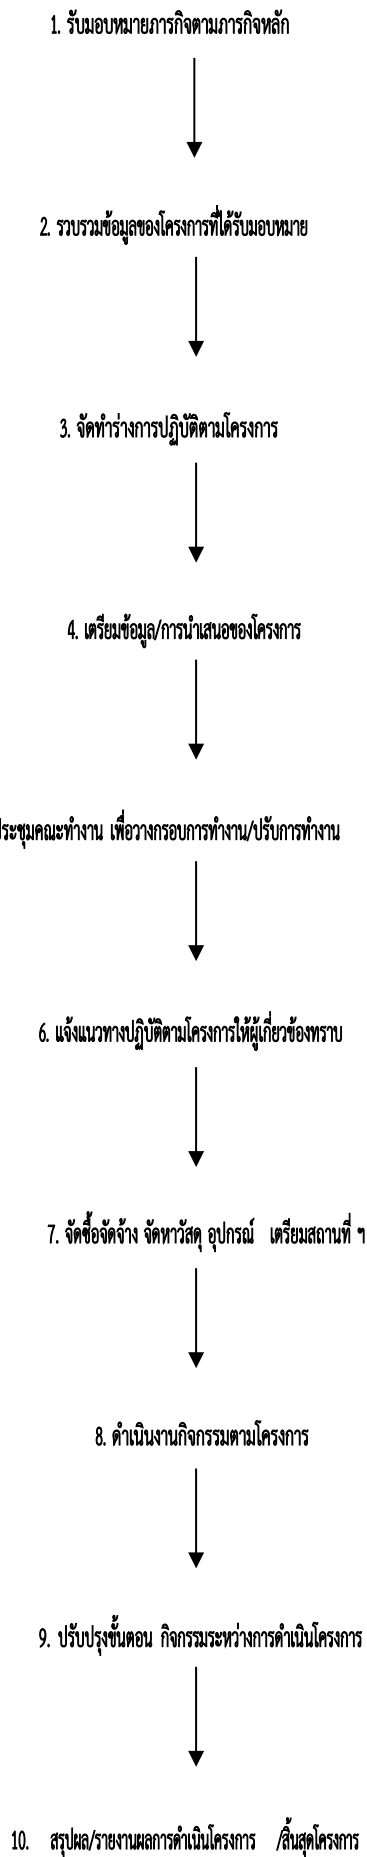 1. รับมอบหมายภารกิจตามภารกิจหลัก
2. รวบรวมข้อมูลของโครงการที่ได้รับมอบหมาย
3. จัดทำร่างการปฏิบัติตามโครงการ
4. เตรียมข้อมูล/การนำเสนอของโครงการ
ประชุมคณะทำงาน เพื่อวางกรอบการทำงาน/ปรับการทำงาน
6. แจ้งแนวทางปฏิบัติตามโครงการให้ผู้เกี่ยวข้องทราบ
7. จัดซื้อจัดจ้าง จัดหาวัสดุ อุปกรณ์ เตรียมสถานที่ ฯ
8. ดำเนินงานกิจกรรมตามโครงการ
9. ปรับปรุงขั้นตอน กิจกรรมระหว่างการดำเนินโครงการ
10. สรุปผล/รายงานผลการดำเนินโครงการ /สิ้นสุดโครงการ